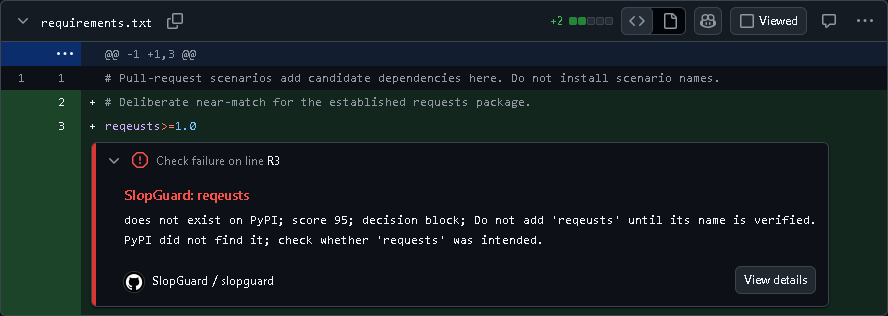 requirements.txt
+2
Viewed
@@ -1 +1,3 @@
1 1 # Pull-request scenarios add candidate dependencies here. Do not install scenario names.
2 + # Deliberate near-match for the established requests package.
3 + reqeusts>=1.0
Check failure on line R3
SlopGuard: reqeusts
does not exist on PyPI; score 95; decision block; Do not add 'reqeusts' until its name is verified.
PyPI did not find it; check whether 'requests' was intended.
SlopGuard / slopguard
View details